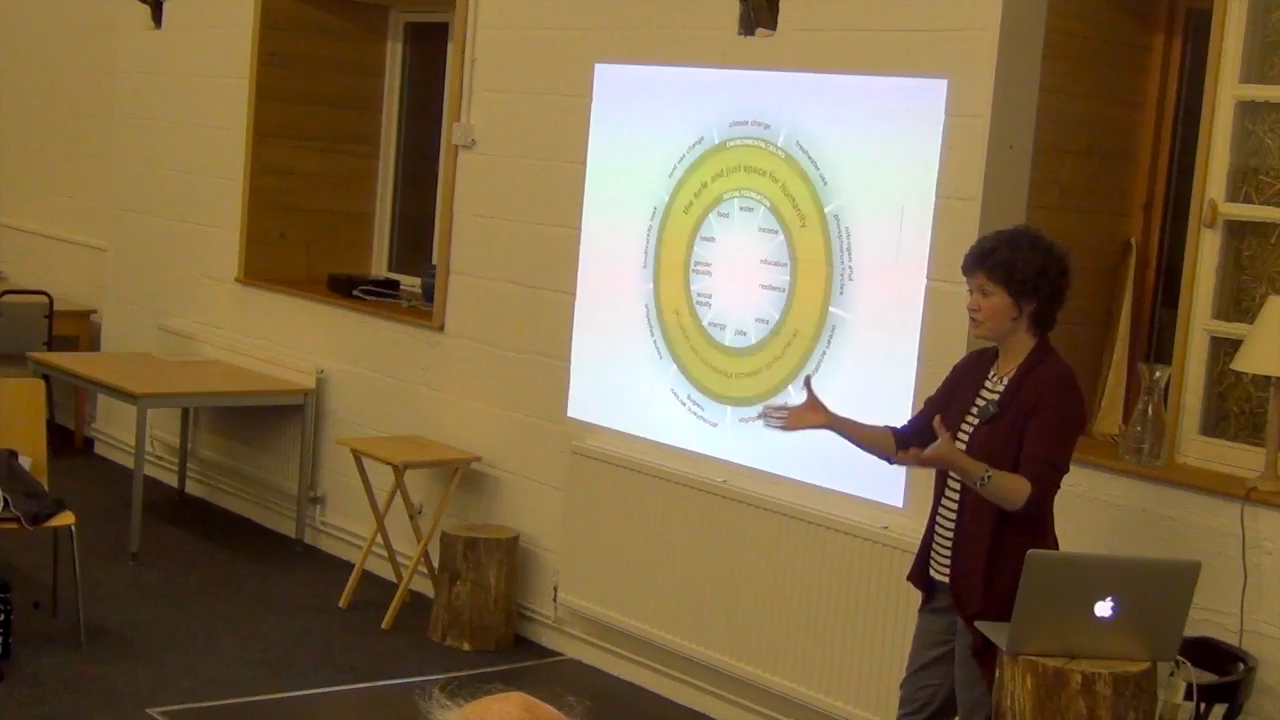 climate change
freshwater use
nitrogen and
phosphorus cycles
land use change
biodiversity loss
ENVIRONMENTAL CEILING
the safe and just space for humanity
SOCIAL FOUNDATION
food
water
income
education
resilience
voice
jobs
energy
social
equity
gender
equality
health
ocean